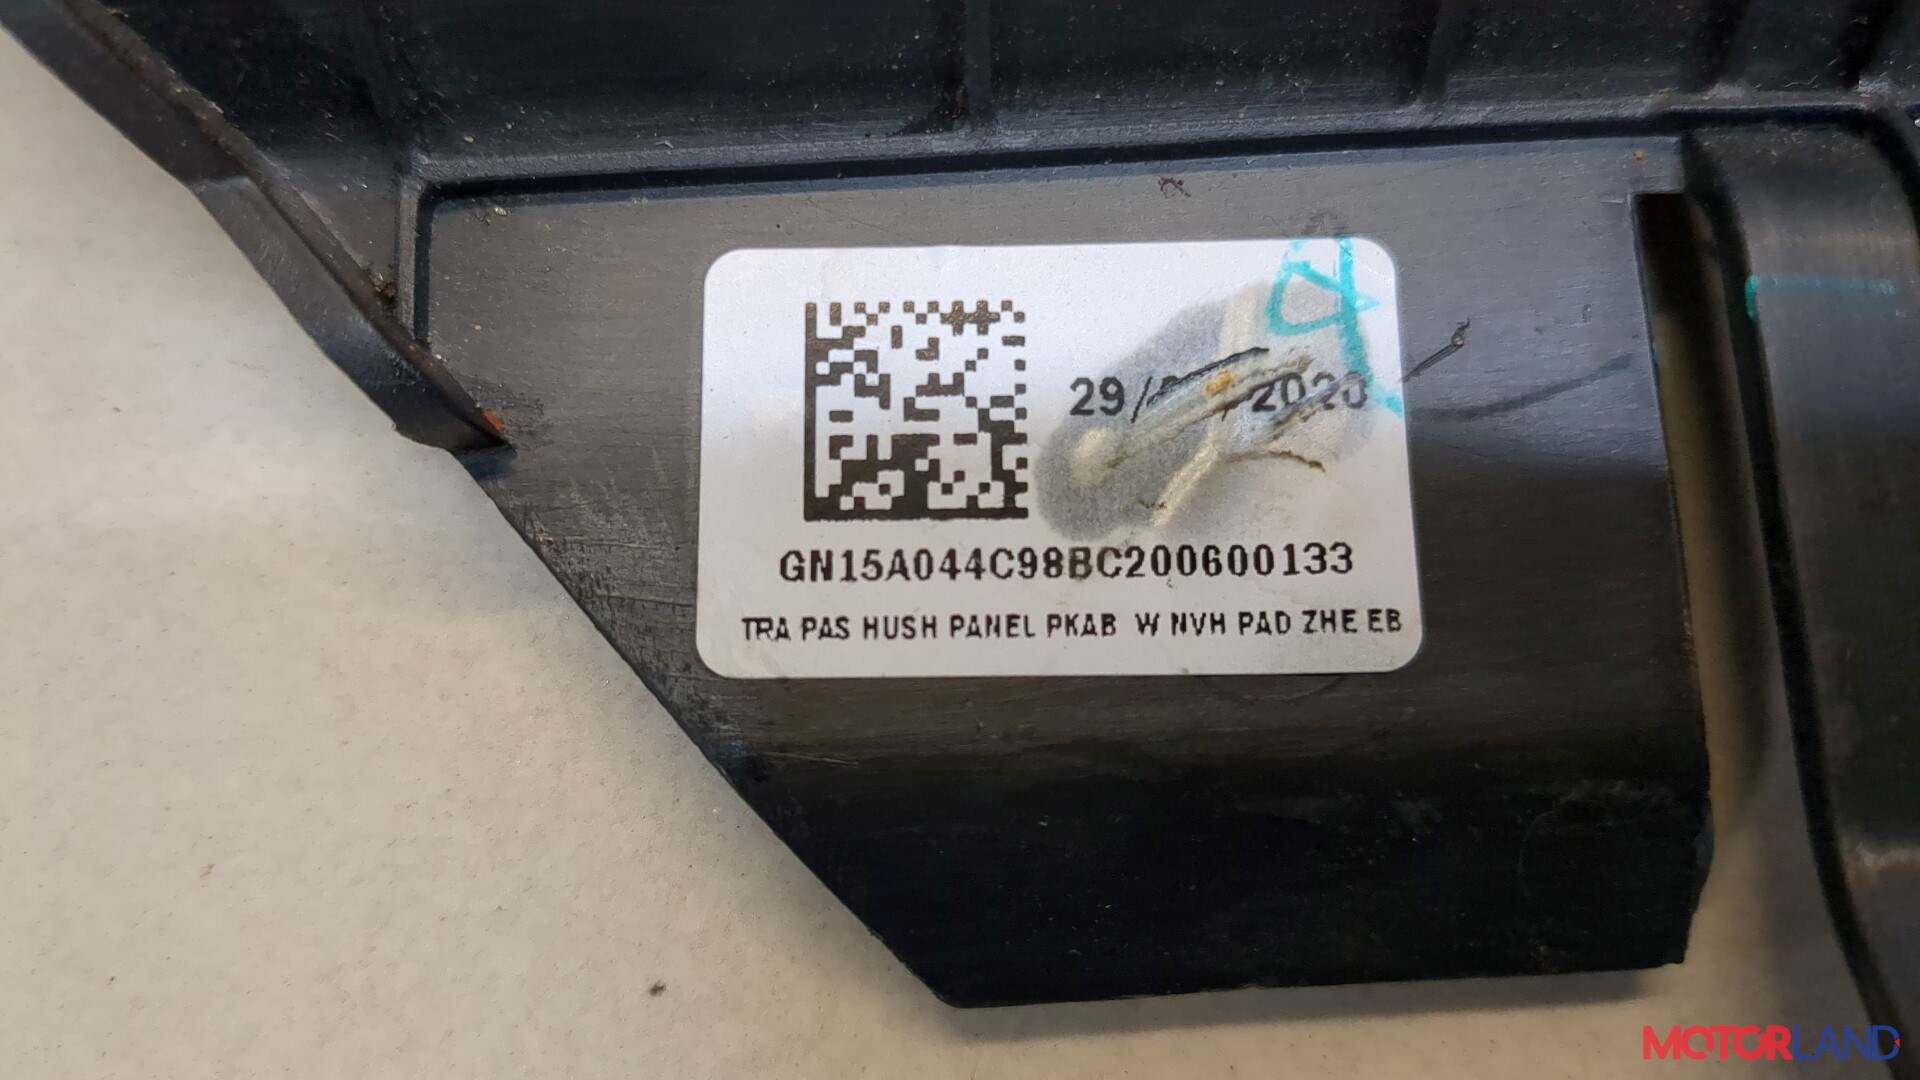 29/ /2020
GN15A044C98BC200600133
TRA PAS HUSH PANEL PKAB W NVH PAD ZHE EB
MOTORLAND